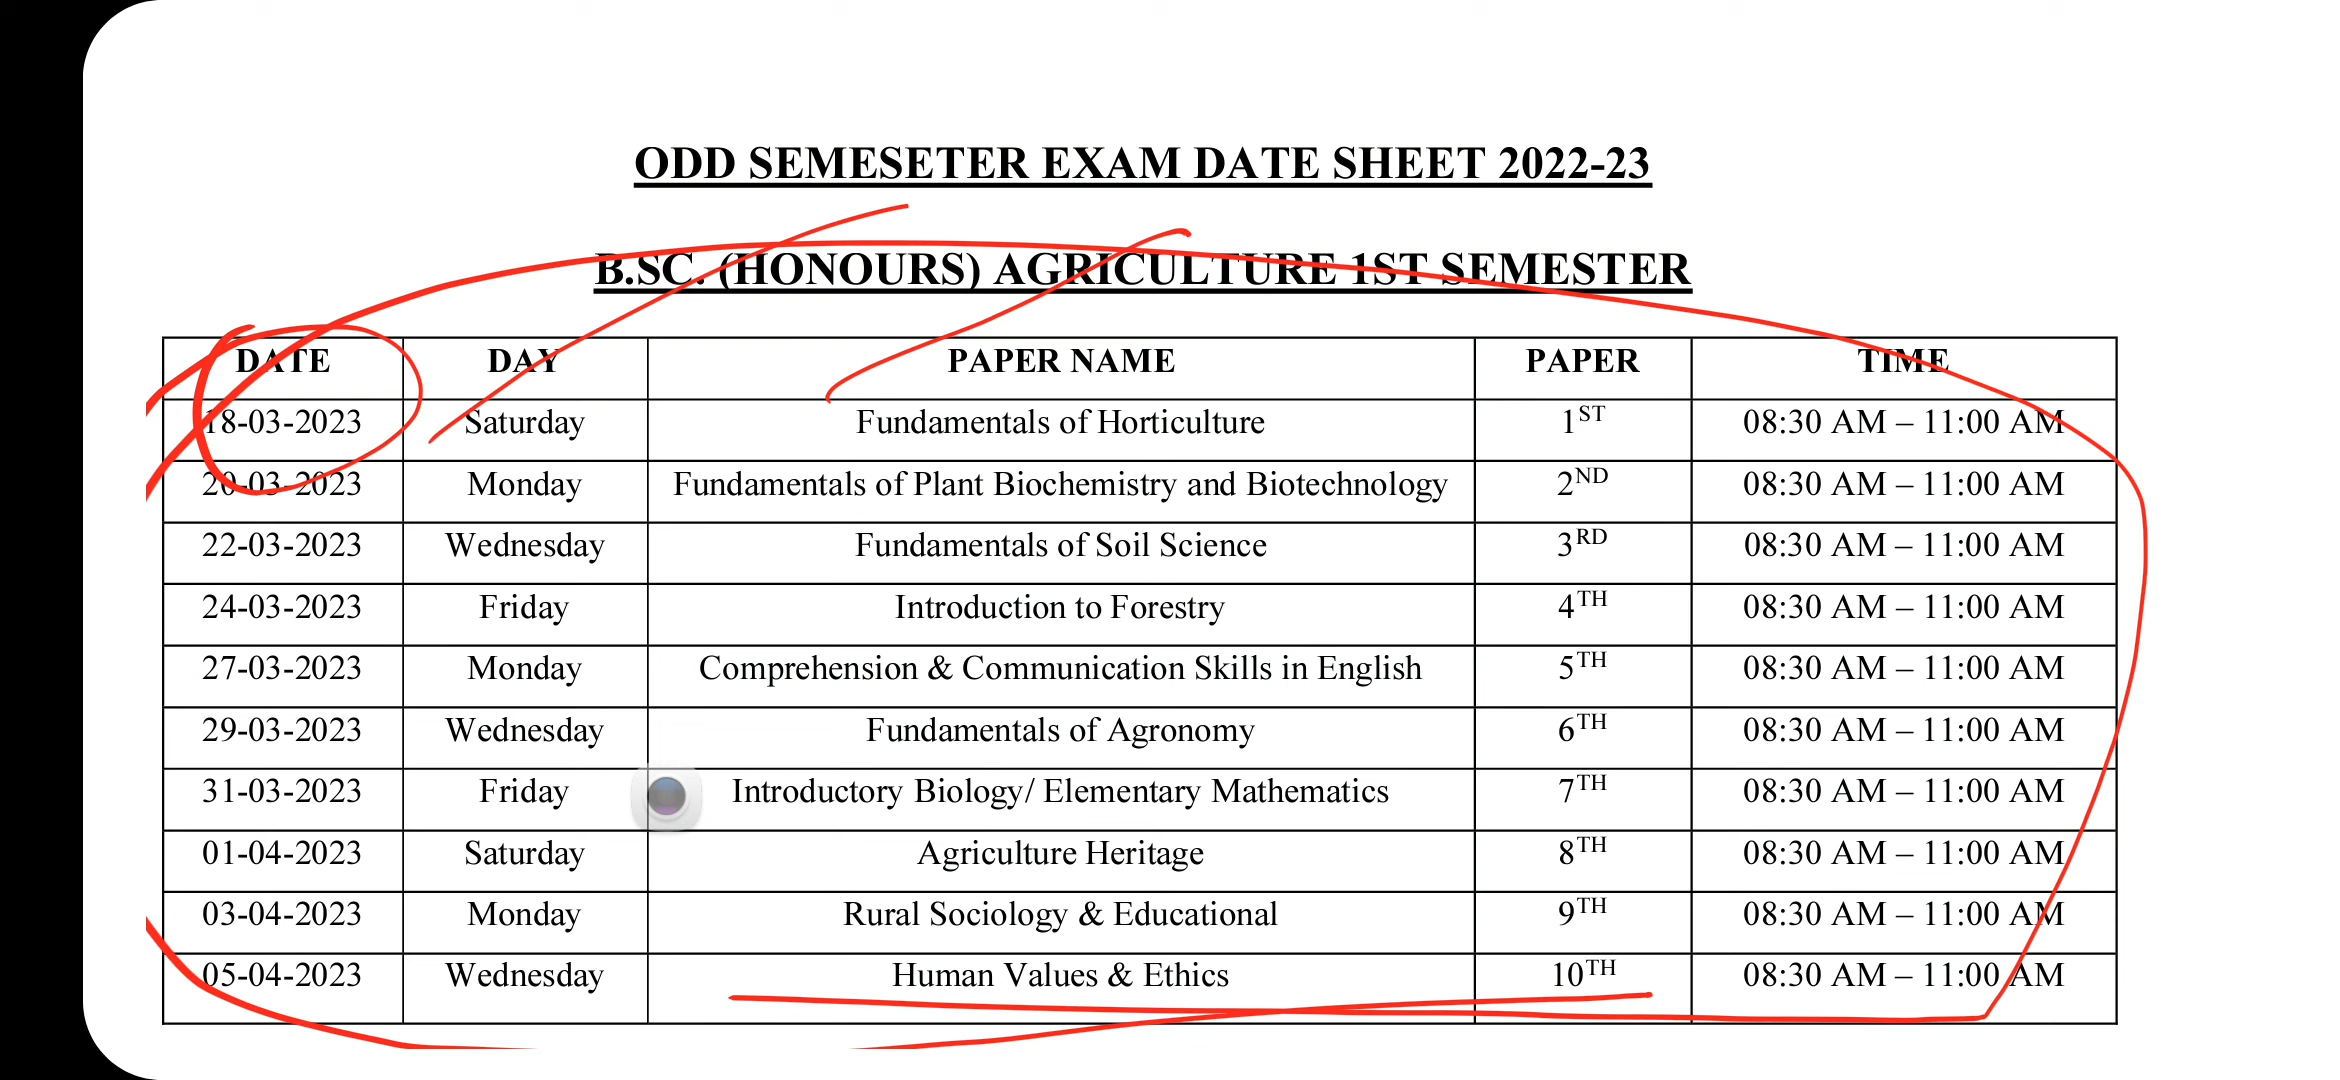 ODD SEMESETER EXAM DATE SHEET 2022-23
B.SC. (HONOURS) AGRICULTURE 1ST SEMESTER
DATE DAY PAPER NAME PAPER TIME
18-03-2023 Saturday Fundamentals of Horticulture 1ST 08:30 AM – 11:00 AM
20-03-2023 Monday Fundamentals of Plant Biochemistry and Biotechnology 2ND 08:30 AM – 11:00 AM
22-03-2023 Wednesday Fundamentals of Soil Science 3RD 08:30 AM – 11:00 AM
24-03-2023 Friday Introduction to Forestry 4TH 08:30 AM – 11:00 AM
27-03-2023 Monday Comprehension & Communication Skills in English 5TH 08:30 AM – 11:00 AM
29-03-2023 Wednesday Fundamentals of Agronomy 6TH 08:30 AM – 11:00 AM
31-03-2023 Friday Introductory Biology/ Elementary Mathematics 7TH 08:30 AM – 11:00 AM
01-04-2023 Saturday Agriculture Heritage 8TH 08:30 AM – 11:00 AM
03-04-2023 Monday Rural Sociology & Educational 9TH 08:30 AM – 11:00 AM
05-04-2023 Wednesday Human Values & Ethics 10TH 08:30 AM – 11:00 AM